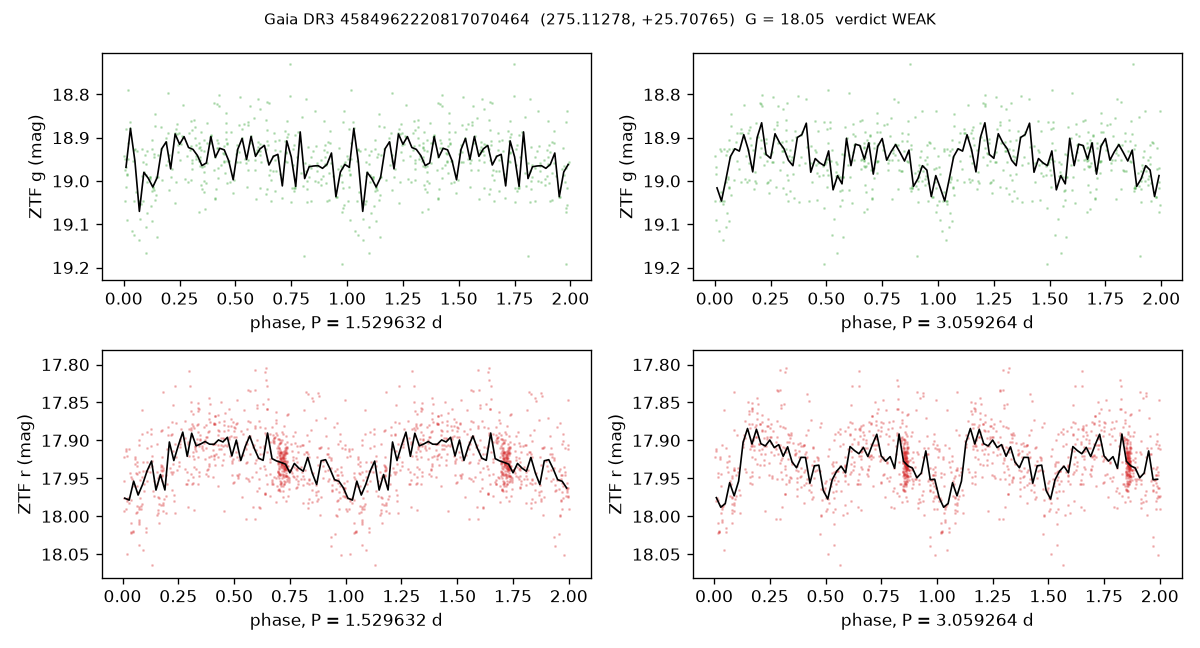 Gaia DR3 4584962220817070464  (275.11278, +25.70765)  G = 18.05  verdict WEAK
18.8
18.9
19.0
19.1
19.2
ZTF g (mag)
0.00 0.25 0.50 0.75 1.00 1.25 1.50 1.75 2.00
phase, P = 1.529632 d
18.8
18.9
19.0
19.1
19.2
ZTF g (mag)
0.00 0.25 0.50 0.75 1.00 1.25 1.50 1.75 2.00
phase, P = 3.059264 d
17.80
17.85
17.90
17.95
18.00
18.05
ZTF r (mag)
0.00 0.25 0.50 0.75 1.00 1.25 1.50 1.75 2.00
phase, P = 1.529632 d
17.80
17.85
17.90
17.95
18.00
18.05
ZTF r (mag)
0.00 0.25 0.50 0.75 1.00 1.25 1.50 1.75 2.00
phase, P = 3.059264 d